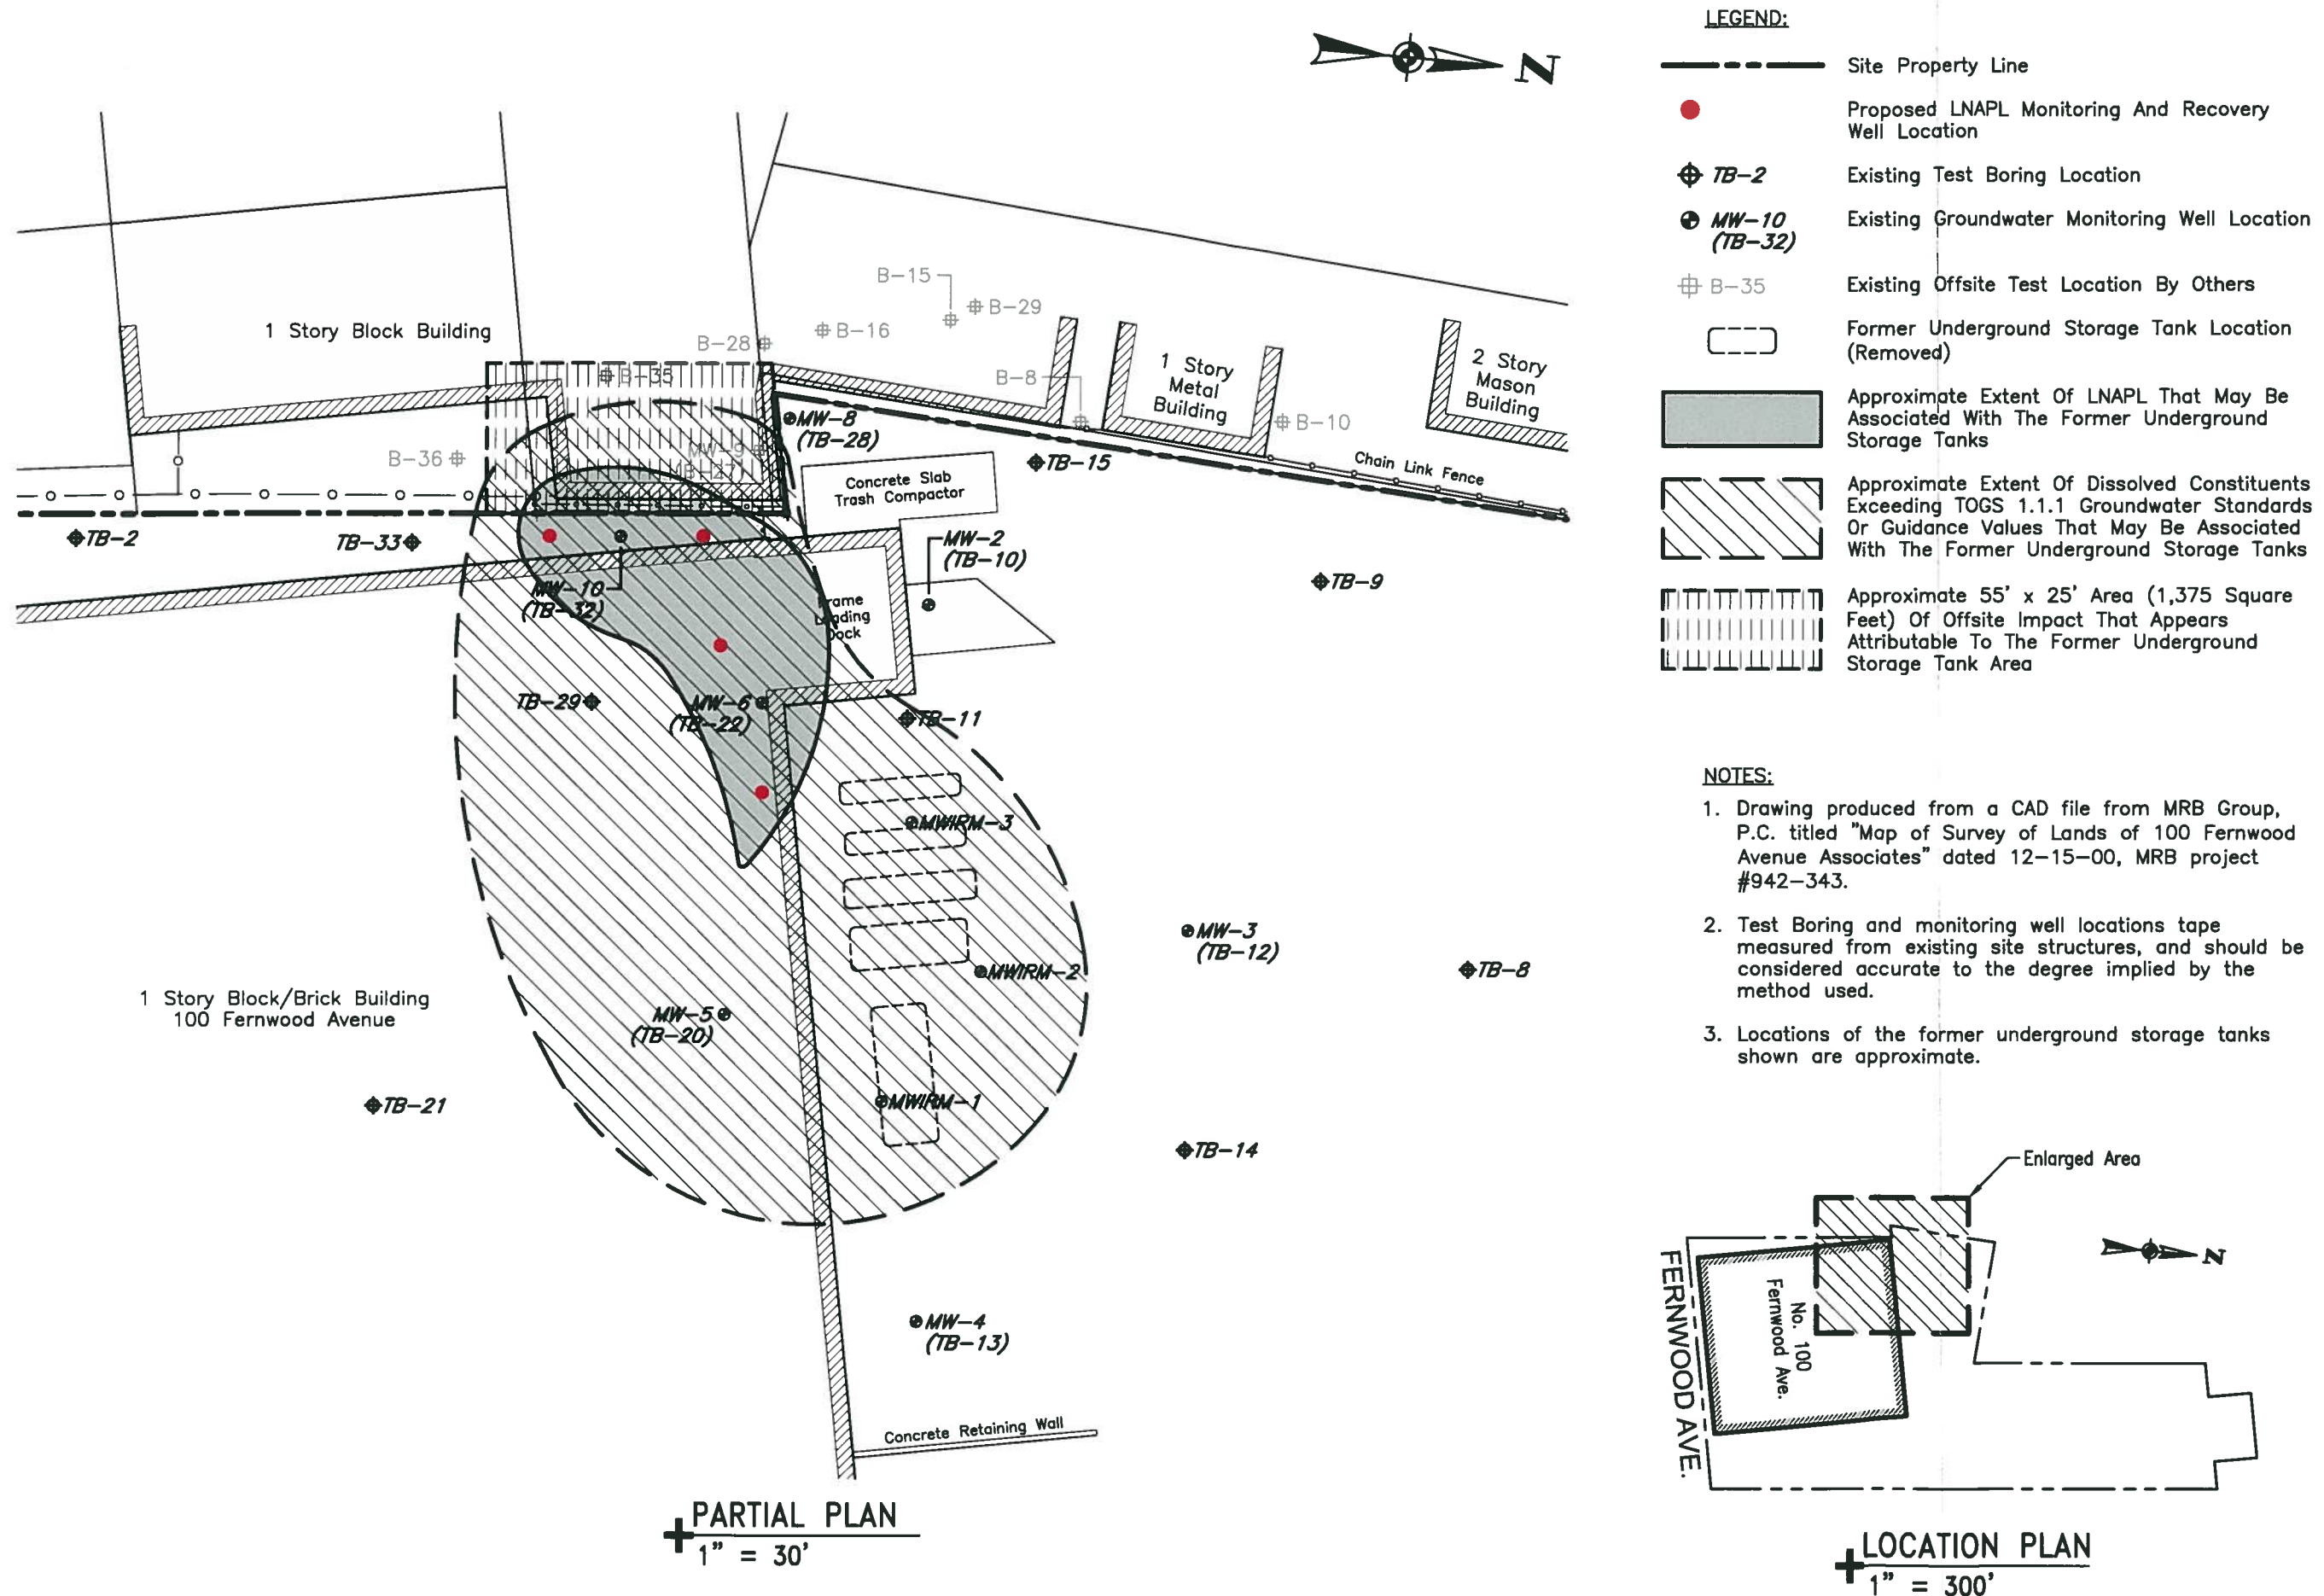 N
1 Story Block Building
B-15
B-29
B-16
B-28
B-35
B-8
B-10
B-36
1 Story
Metal
Building
2 Story
Mason
Building
MW-8
(TB-28)
MW-9
TB-15
Chain Link Fence
Concrete Slab
Trash Compactor
TB-2
TB-33
MW-2
(TB-10)
MW-10
(TB-32)
Frame
Loading
Dock
TB-9
TB-29
MW-6
(TB-22)
TB-11
MWIRM-3
MW-3
(TB-12)
MWIRM-2
TB-8
1 Story Block/Brick Building
100 Fernwood Avenue
MW-5
(TB-20)
MWIRM-1
TB-21
TB-14
MW-4
(TB-13)
Concrete Retaining Wall
PARTIAL PLAN
1" = 30'
LEGEND:
Site Property Line
Proposed LNAPL Monitoring And Recovery
Well Location
TB-2
Existing Test Boring Location
MW-10
(TB-32)
Existing Groundwater Monitoring Well Location
B-35
Existing Offsite Test Location By Others
Former Underground Storage Tank Location
(Removed)
Approximate Extent Of LNAPL That May Be
Associated With The Former Underground
Storage Tanks
Approximate Extent Of Dissolved Constituents
Exceeding TOGS 1.1.1 Groundwater Standards
Or Guidance Values That May Be Associated
With The Former Underground Storage Tanks
Approximate 55' x 25' Area (1,375 Square
Feet) Of Offsite Impact That Appears
Attributable To The Former Underground
Storage Tank Area
NOTES:
1. Drawing produced from a CAD file from MRB Group,
P.C. titled "Map of Survey of Lands of 100 Fernwood
Avenue Associates" dated 12-15-00, MRB project
#942-343.
2. Test Boring and monitoring well locations tape
measured from existing site structures, and should be
considered accurate to the degree implied by the
method used.
3. Locations of the former underground storage tanks
shown are approximate.
Enlarged Area
N
No. 100
Fernwood Ave.
FERNWOOD AVE.
LOCATION PLAN
1" = 300'